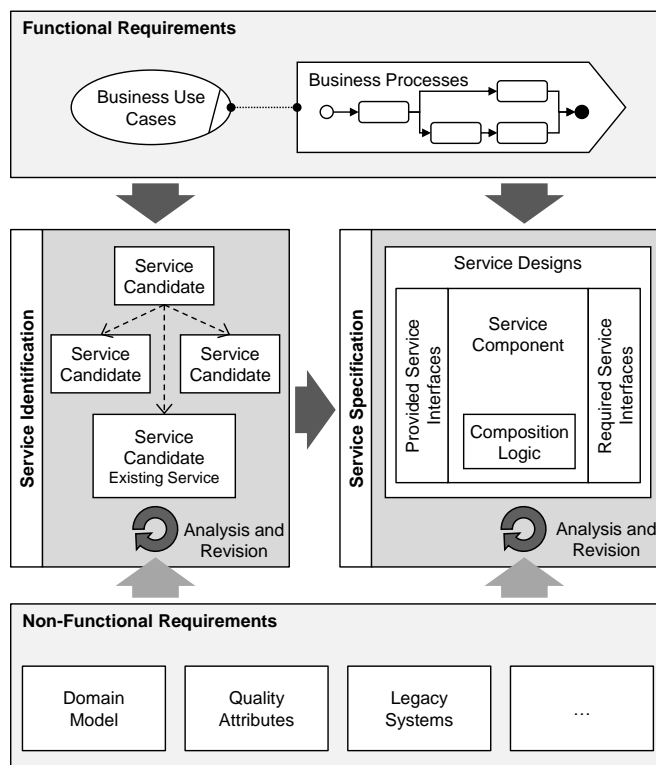 Functional Requirements
Business Use
Cases
Business Processes
Service Identification
Service
Candidate
Service
Candidate
Service
Candidate
Service
Candidate
Existing Service
Analysis and
Revision
Service Specification
Service Designs
Provided Service
Interfaces
Service
Component
Composition
Logic
Required Service
Interfaces
Analysis and
Revision
Non-Functional Requirements
Domain
Model
Quality
Attributes
Legacy
Systems
…